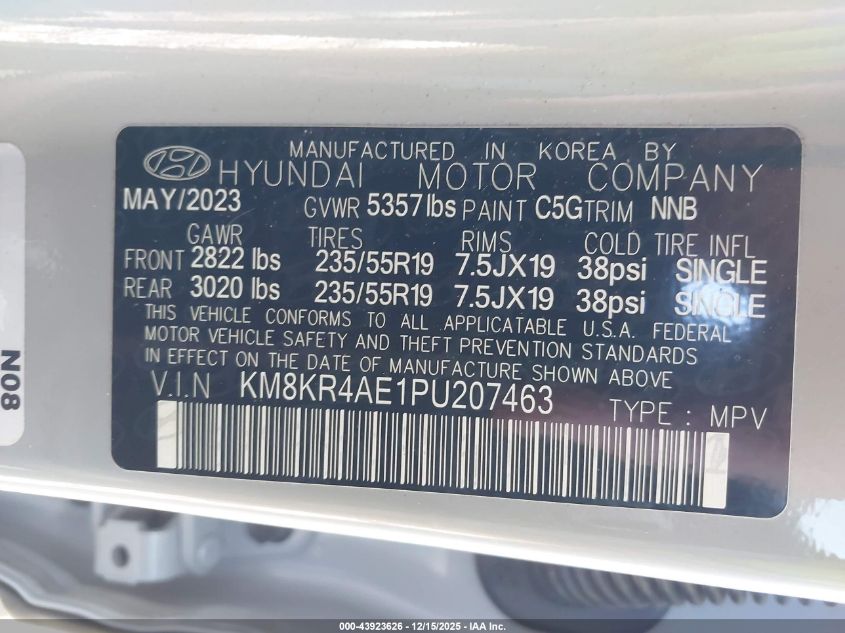 MANUFACTURED IN KOREA BY
HYUNDAI MOTOR COMPANY
MAY/2023 GVWR 5357lbs PAINT C5G TRIM NNB
GAWR TIRES RIMS COLD TIRE INFL
FRONT 2822 lbs 235/55R19 7.5JX19 38psi SINGLE
REAR 3020 lbs 235/55R19 7.5JX19 38psi SINGLE
THIS VEHICLE CONFORMS TO ALL APPLICATABLE U.S.A. FEDERAL
MOTOR VEHICLE SAFETY AND THEFT PREVENTION STANDARDS
IN EFFECT ON THE DATE OF MANUFACTURE SHOWN ABOVE
V.I.N KM8KR4AE1PU207463 TYPE : MPV
N08
000-43923626 - 12/15/2025 - IAA Inc.